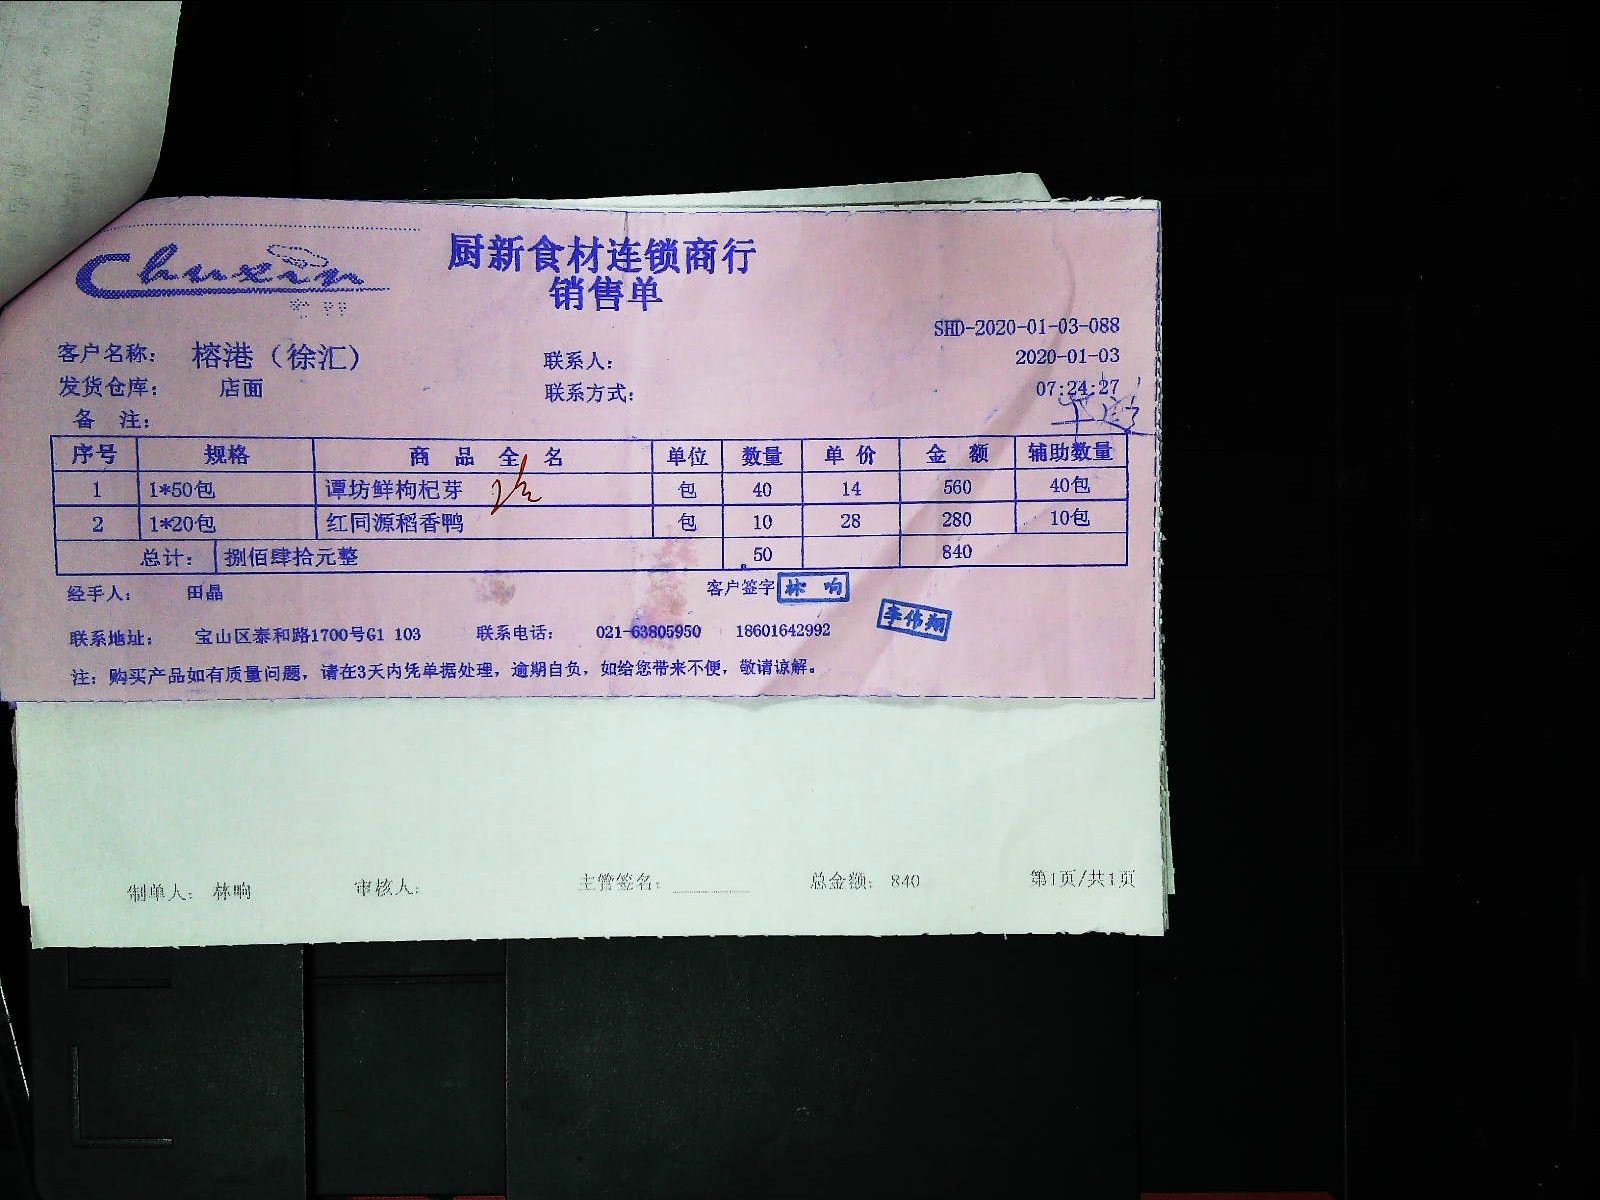 Chuxin
厨新食材连锁商行
销售单
SHD-2020-01-03-088
客户名称： 榕港（徐汇） 联系人： 2020-01-03
发货仓库： 店面 联系方式： 07:24:27
备 注：
序号 规格 商 品 全 名 单位 数量 单 价 金 额 辅助数量
1 1*50包 谭坊鲜枸杞芽 包 40 14 560 40包
2 1*20包 红同源稻香鸭 包 10 28 280 10包
总计： 捌佰肆拾元整 50 840
经手人： 田晶 客户签字 林 响
李伟翔
联系地址： 宝山区泰和路1700号G1 103 联系电话： 021-63805950 18601642992
注：购买产品如有质量问题，请在3天内凭单据处理，逾期自负，如给您带来不便，敬请谅解。
制单人： 林响 审核人： 主管签名： 总金额： 840 第1页/共1页